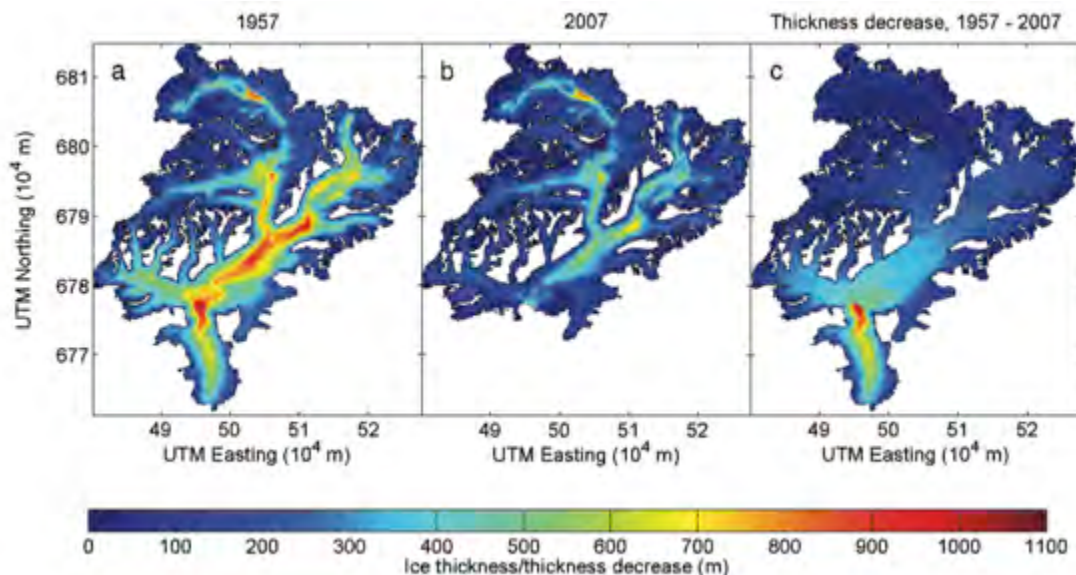 1957 2007 Thickness decrease, 1957 - 2007
a b c
681
680
679
678
677
UTM Northing (10⁴ m)
49 50 51 52 49 50 51 52 49 50 51 52
UTM Easting (10⁴ m) UTM Easting (10⁴ m) UTM Easting (10⁴ m)
0 100 200 300 400 500 600 700 800 900 1000 1100
Ice thickness/thickness decrease (m)